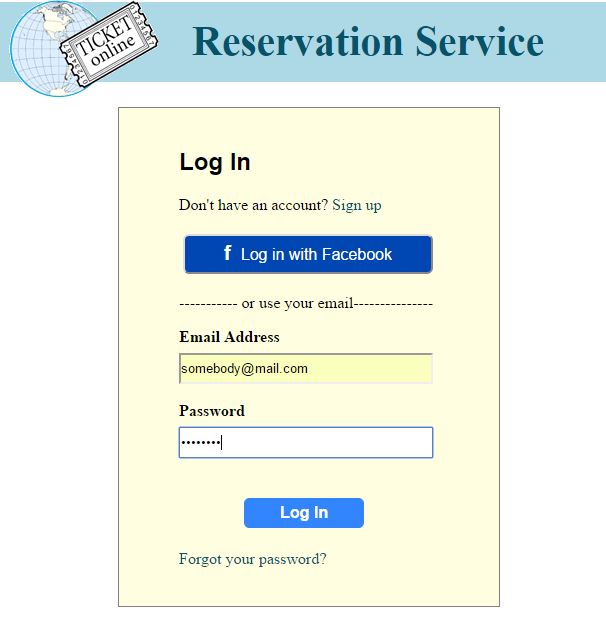 TICKET
online
Reservation Service
Log In
Don't have an account? Sign up
f Log in with Facebook
----------- or use your email---------------
Email Address
somebody@mail.com
Password
••••••••
Log In
Forgot your password?